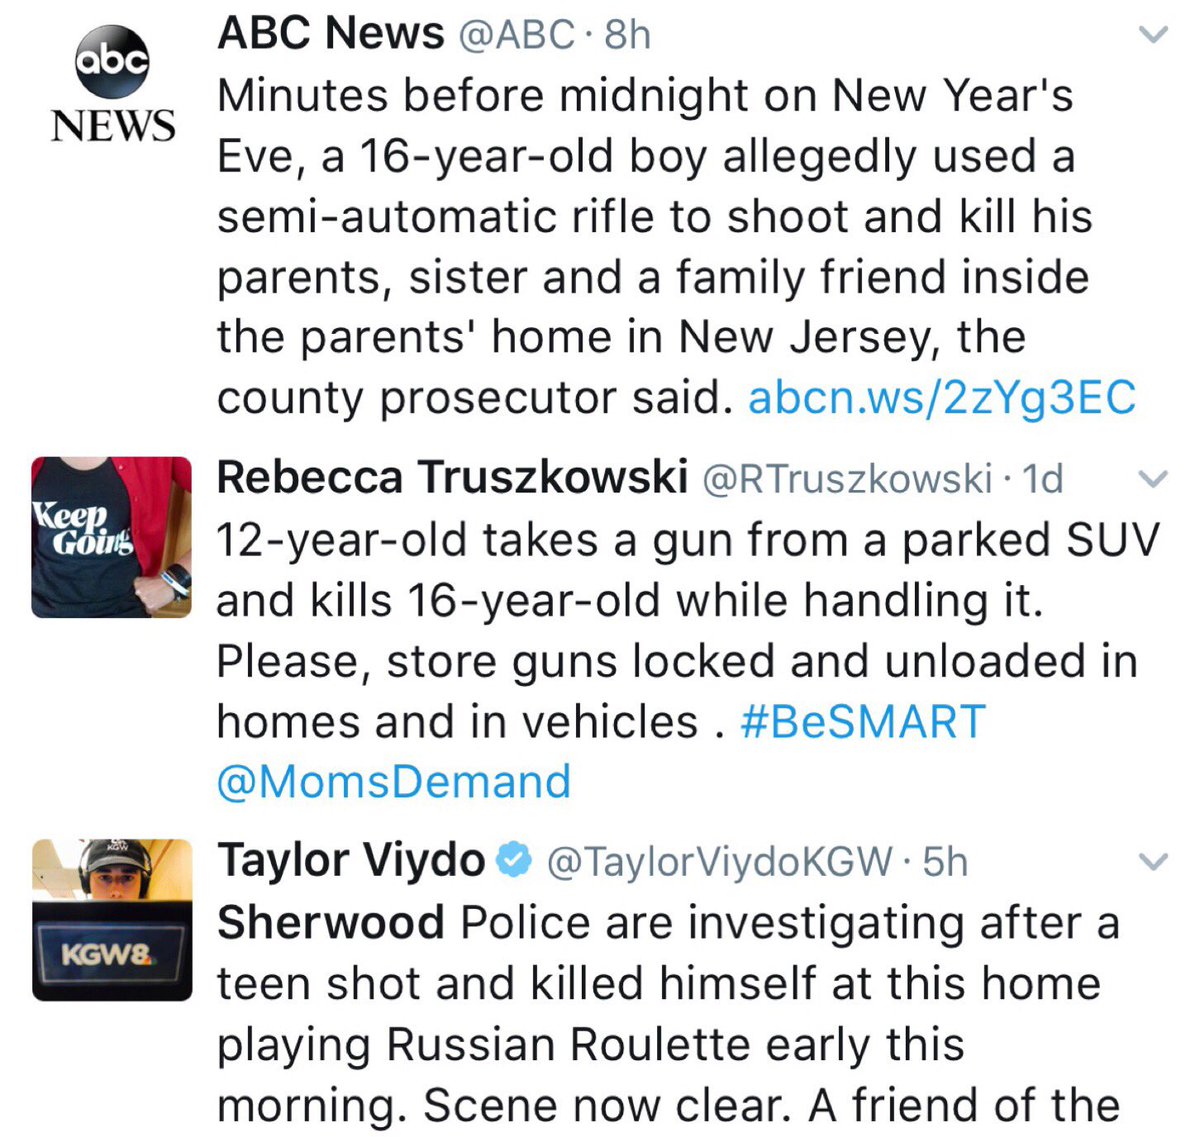 abc
NEWS
ABC News @ABC · 8h
Minutes before midnight on New Year's
Eve, a 16-year-old boy allegedly used a
semi-automatic rifle to shoot and kill his
parents, sister and a family friend inside
the parents' home in New Jersey, the
county prosecutor said. abcn.ws/2zYg3EC
Keep
Going
Rebecca Truszkowski @RTruszkowski · 1d
12-year-old takes a gun from a parked SUV
and kills 16-year-old while handling it.
Please, store guns locked and unloaded in
homes and in vehicles . #BeSMART
@MomsDemand
KGW
KGW8
Taylor Viydo @TaylorViydoKGW · 5h
Sherwood Police are investigating after a
teen shot and killed himself at this home
playing Russian Roulette early this
morning. Scene now clear. A friend of the